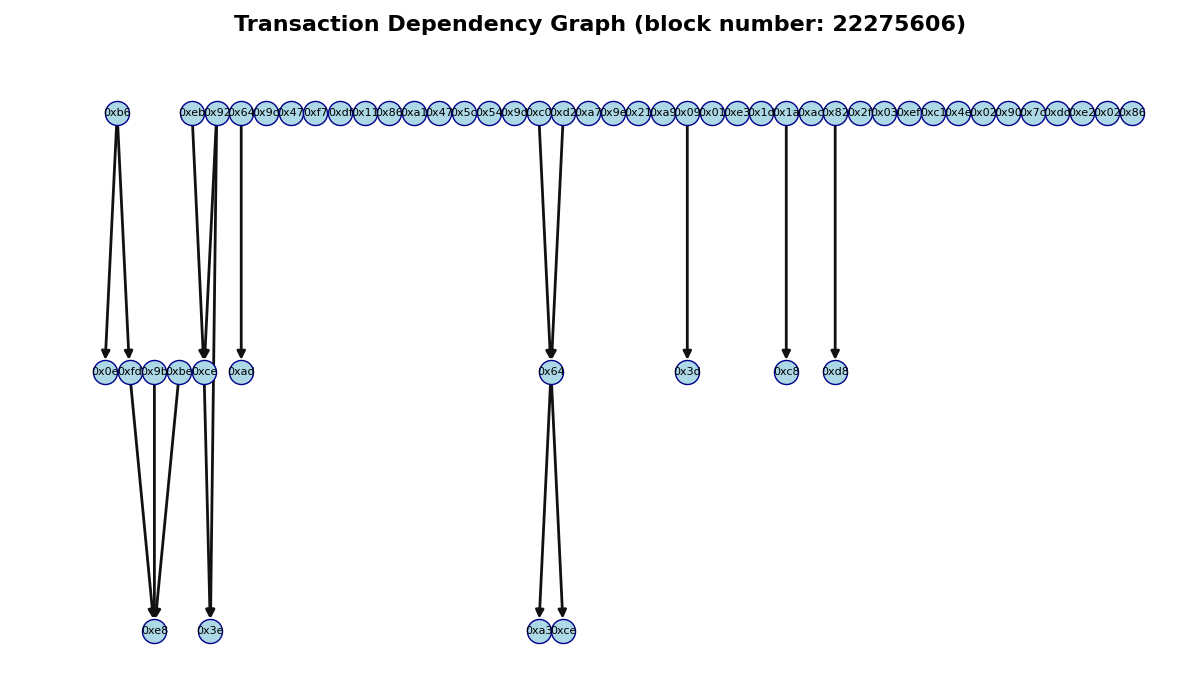 Transaction Dependency Graph (block number: 22275606)
0xb6 0xeb 0x92 0x64 0x9c 0x47 0xf7 0xdf 0x11 0x86 0xa1 0x47 0x5c 0x54 0x9d 0xc0 0xd2 0xa7 0x9e 0x21 0xa9 0x09 0x01 0xe3 0x1d 0x1a 0xac 0x82 0x2f 0x03 0xef 0xc1 0x4e 0x02 0x90 0x7c 0xdd 0xe2 0x02 0x86
0x0e 0xfd 0x9b 0xbe 0xce 0xad 0x64 0x3d 0xc8 0xd8
0xe8 0x3e 0xa3 0xce